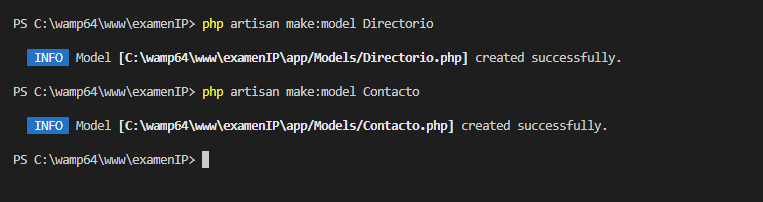 PS C:\wamp64\www\examenIP> php artisan make:model Directorio
INFO Model [C:\wamp64\www\examenIP\app/Models/Directorio.php] created successfully.
PS C:\wamp64\www\examenIP> php artisan make:model Contacto
INFO Model [C:\wamp64\www\examenIP\app/Models/Contacto.php] created successfully.
PS C:\wamp64\www\examenIP>